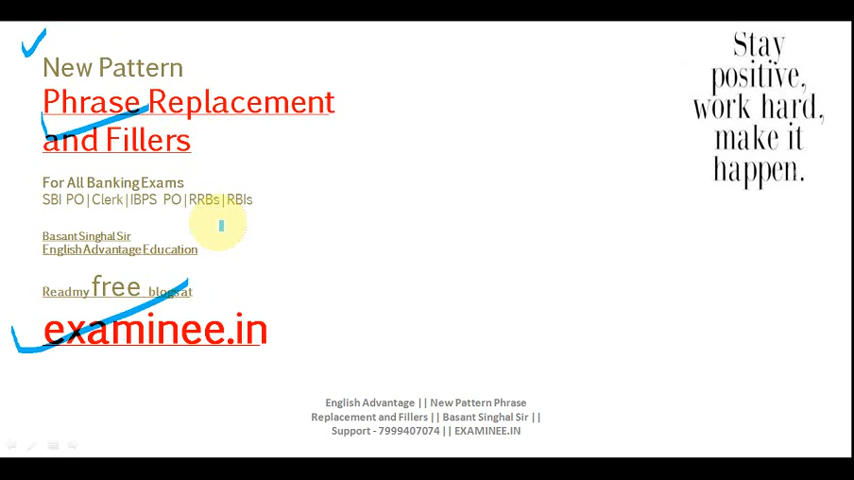 New Pattern
Phrase Replacement
and Fillers
For All Banking Exams
SBI PO|Clerk|IBPS PO|RRBs|RBIs
Basant Singhal Sir
English Advantage Education
Read my free blogs at
examinee.in
Stay
positive,
work hard,
make it
happen.
English Advantage || New Pattern Phrase
Replacement and Fillers || Basant Singhal Sir ||
Support - 7999407074 || EXAMINEE.IN